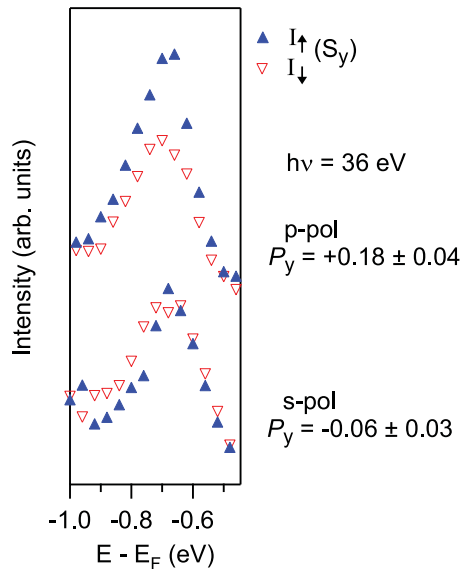 I↑ (Sy)
I↓
hν = 36 eV
p-pol
Py = +0.18 ± 0.04
s-pol
Py = -0.06 ± 0.03
Intensity (arb. units)
-1.0 -0.8 -0.6
E - EF (eV)